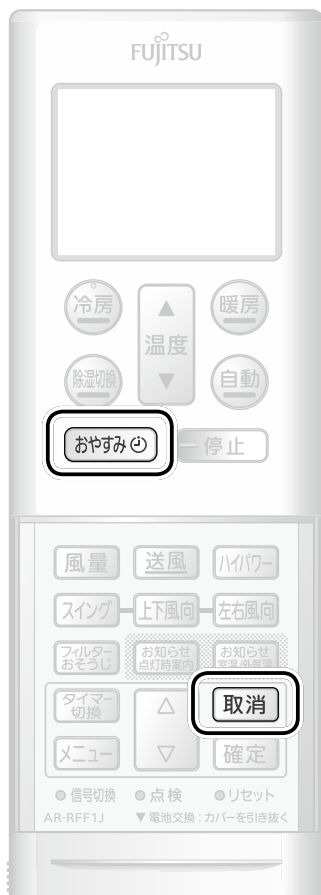 FUJITSU
冷房
温度
暖房
除湿切換
自動
おやすみ
停止
風量
送風
ハイパワー
スイング
上下風向
左右風向
フィルター
おそうじ
お知らせ
点灯時案内
お知らせ
室温/外気温
タイマー
切換
取消
メニュー
確定
信号切換
点検
リセット
AR-RFF1J
▼電池交換：カバーを引き抜く